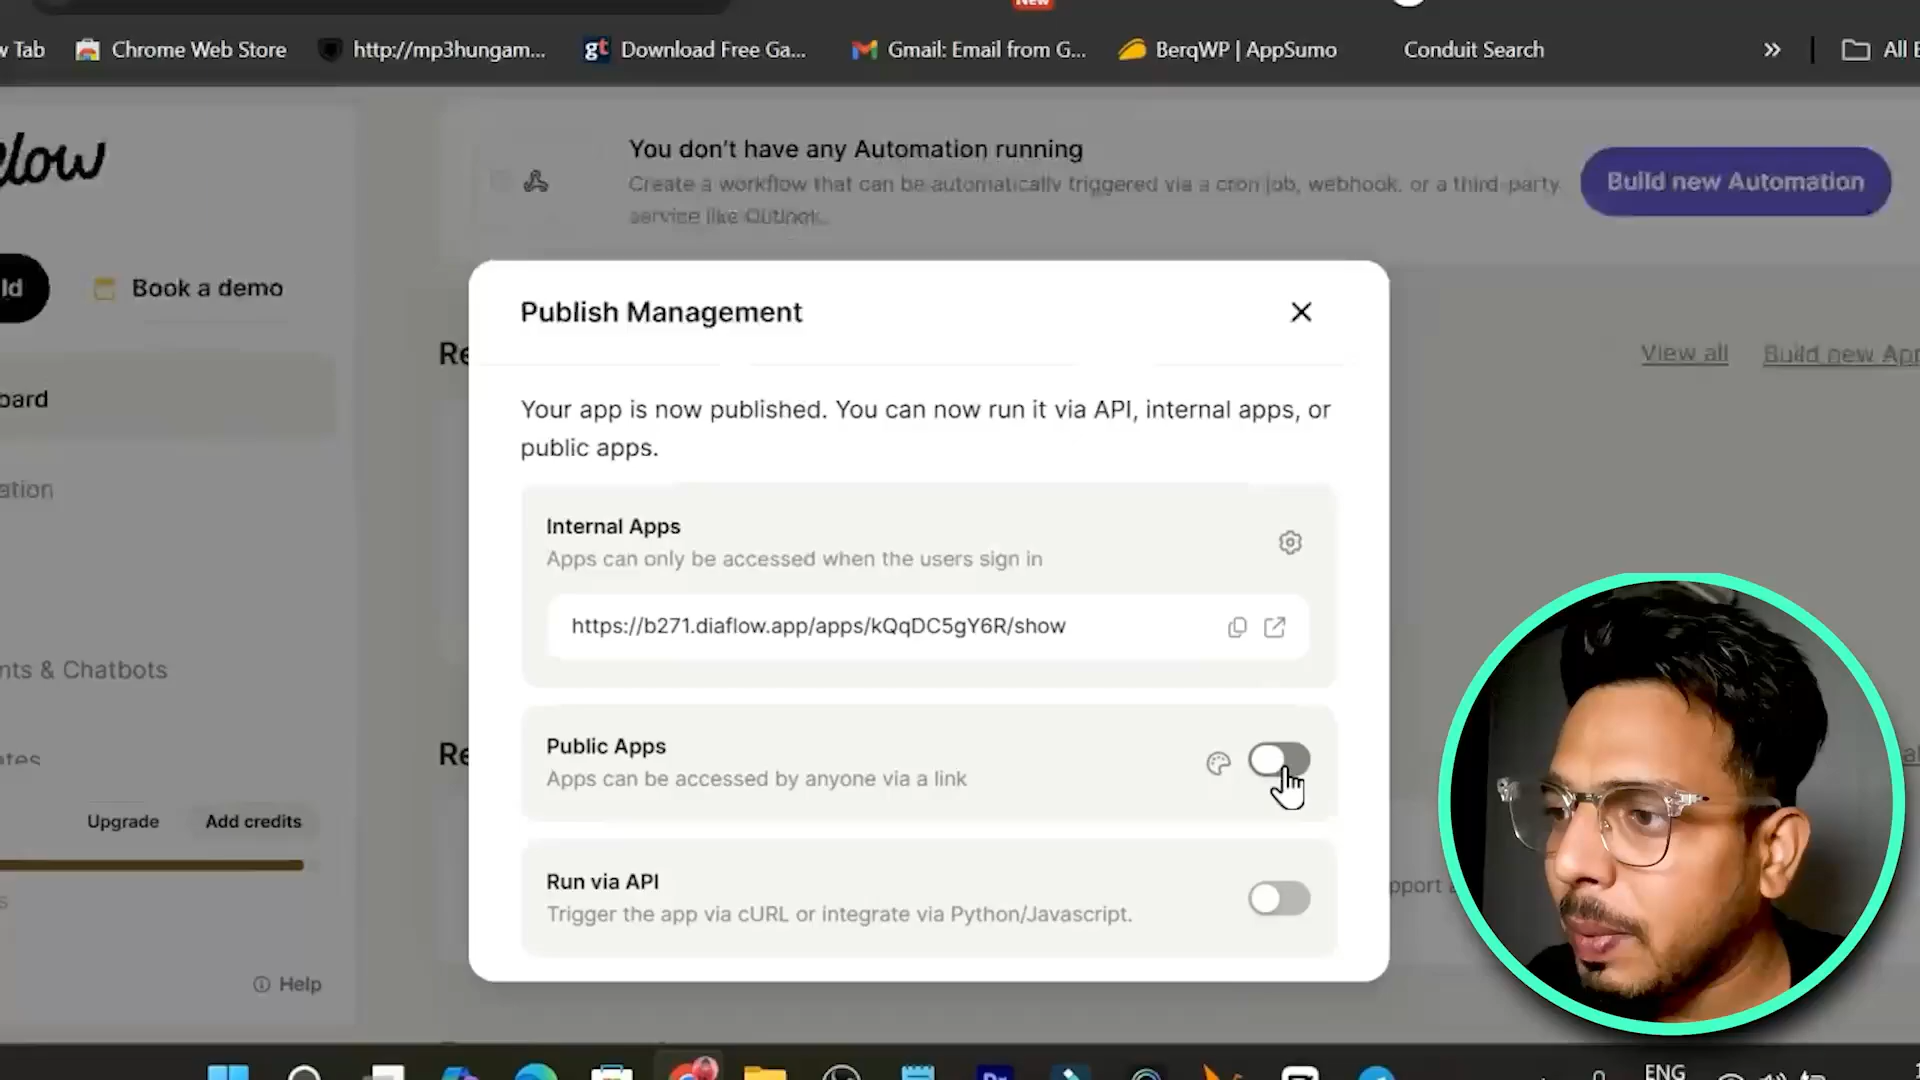 New
w Tab
Chrome Web Store
http://mp3hungam...
gt
Download Free Ga...
Gmail: Email from G...
BerqWP | AppSumo
Conduit Search
»
All
You don't have any Automation running
Create a workflow that can be automatically triggered via a cron job, webhook, or a third-party
service like Outlook..
Build new Automation
low
ld
Book a demo
Publish Management
Re
View all
Build new App
oard
Your app is now published. You can now run it via API, internal apps, or
public apps.
ation
Internal Apps
Apps can only be accessed when the users sign in
https://b271.diaflow.app/apps/kQqDC5gY6R/show
nts & Chatbots
Public Apps
Apps can be accessed by anyone via a link
Re
ates
Upgrade
Add credits
Run via API
Trigger the app via cURL or integrate via Python/Javascript.
pport
s
Help
Pr
ENG